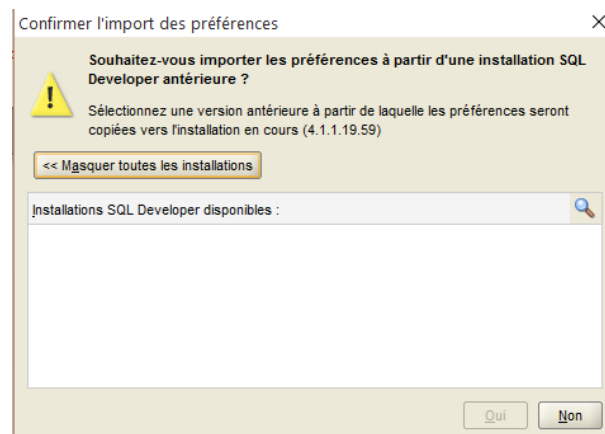 Confirmer l'import des préférences
Souhaitez-vous importer les préférences à partir d'une installation SQL
Developer antérieure ?
Sélectionnez une version antérieure à partir de laquelle les préférences seront
copiées vers l'installation en cours (4.1.1.19.59)
<< Masquer toutes les installations
Installations SQL Developer disponibles :
Oui Non